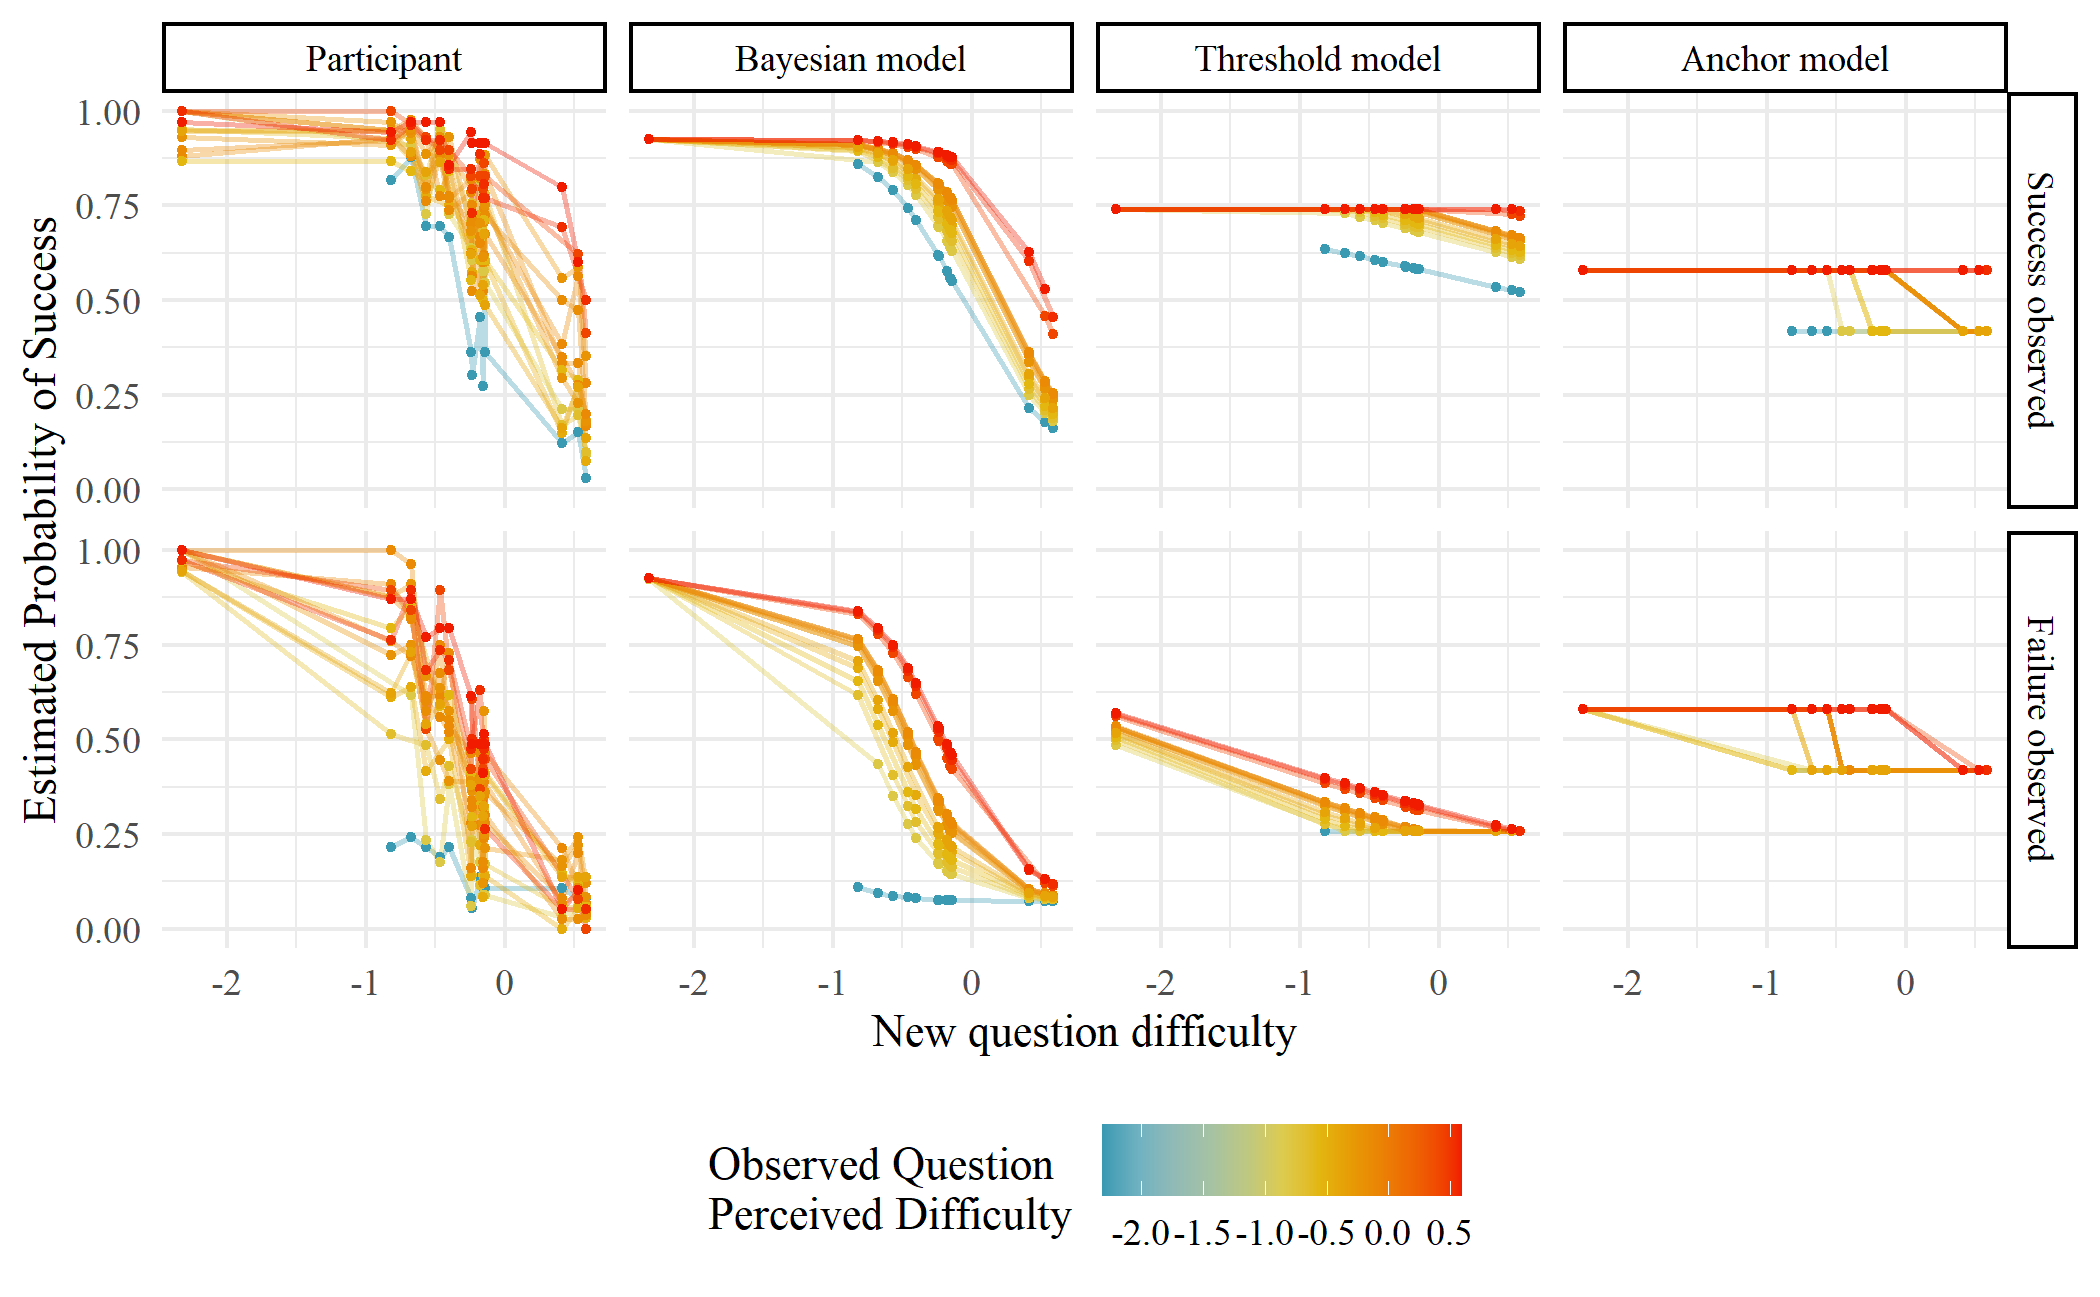 Participant
Bayesian model
Threshold model
Anchor model
Estimated Probability of Success
1.00
0.75
0.50
0.25
0.00
Success observed
1.00
0.75
0.50
0.25
0.00
Failure observed
-2 -1 0
-2 -1 0
-2 -1 0
-2 -1 0
New question difficulty
Observed Question
Perceived Difficulty
-2.0 -1.5 -1.0 -0.5 0.0 0.5